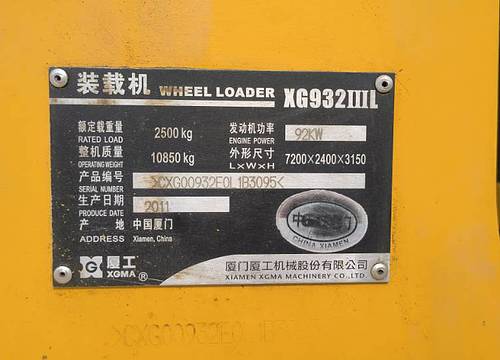 装载机 WHEEL LOADER XG932IIIL
额定载重量 2500kg 发动机功率 92KW
RATED LOAD ENGINE POWER
整机质量 10850kg 外形尺寸 7200×2400×3150
OPERATING WEIGHT L×W×H
产品编号 >CXG00932E0L1B3095<
SERIAL NUMBER
生产日期 2011
PRODUCE DATE
产 地 中国厦门
ADDRESS Xiamen, China
CHINA XIAMEN
厦工
XGMA ®
厦门厦工机械股份有限公司
XIAMEN XGMA MACHINERY CO.,LTD.
>CXG00932E0L1B3